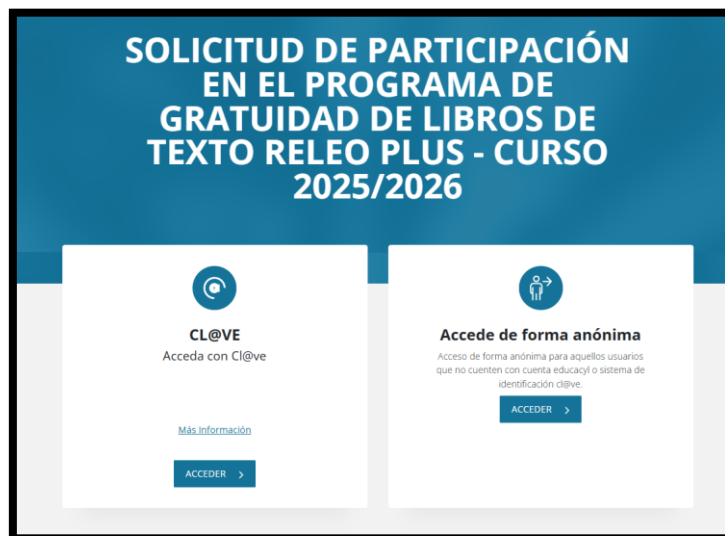 SOLICITUD DE PARTICIPACIÓN
EN EL PROGRAMA DE
GRATUIDAD DE LIBROS DE
TEXTO RELEO PLUS - CURSO
2025/2026
CL@VE
Acceda con Cl@ve
Más Información
ACCEDER
Accede de forma anónima
Acceso de forma anónima para aquellos usuarios
que no cuenten con cuenta educacyl o sistema de
identificación cl@ve.
ACCEDER